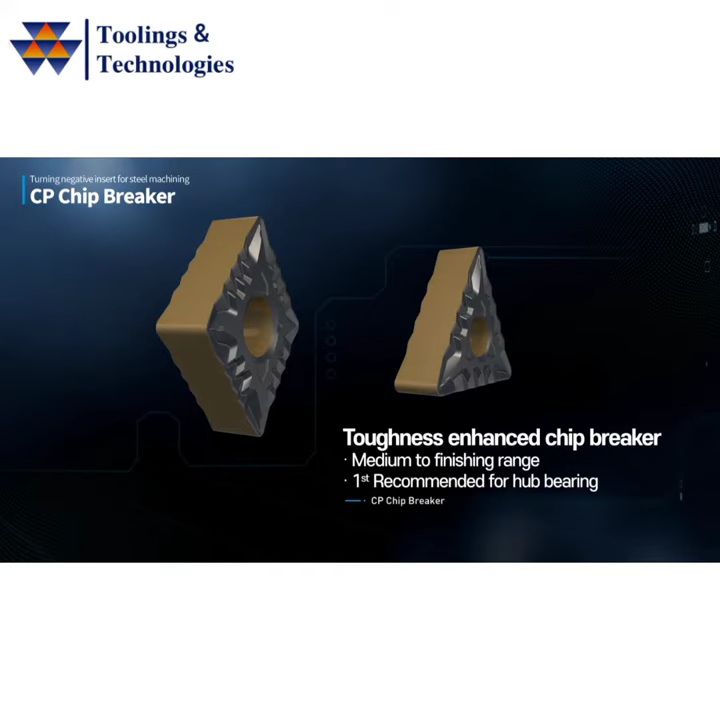 Toolings &
Technologies
Turning negative insert for steel machining
CP Chip Breaker
Toughness enhanced chip breaker
· Medium to finishing range
· 1st Recommended for hub bearing
CP Chip Breaker